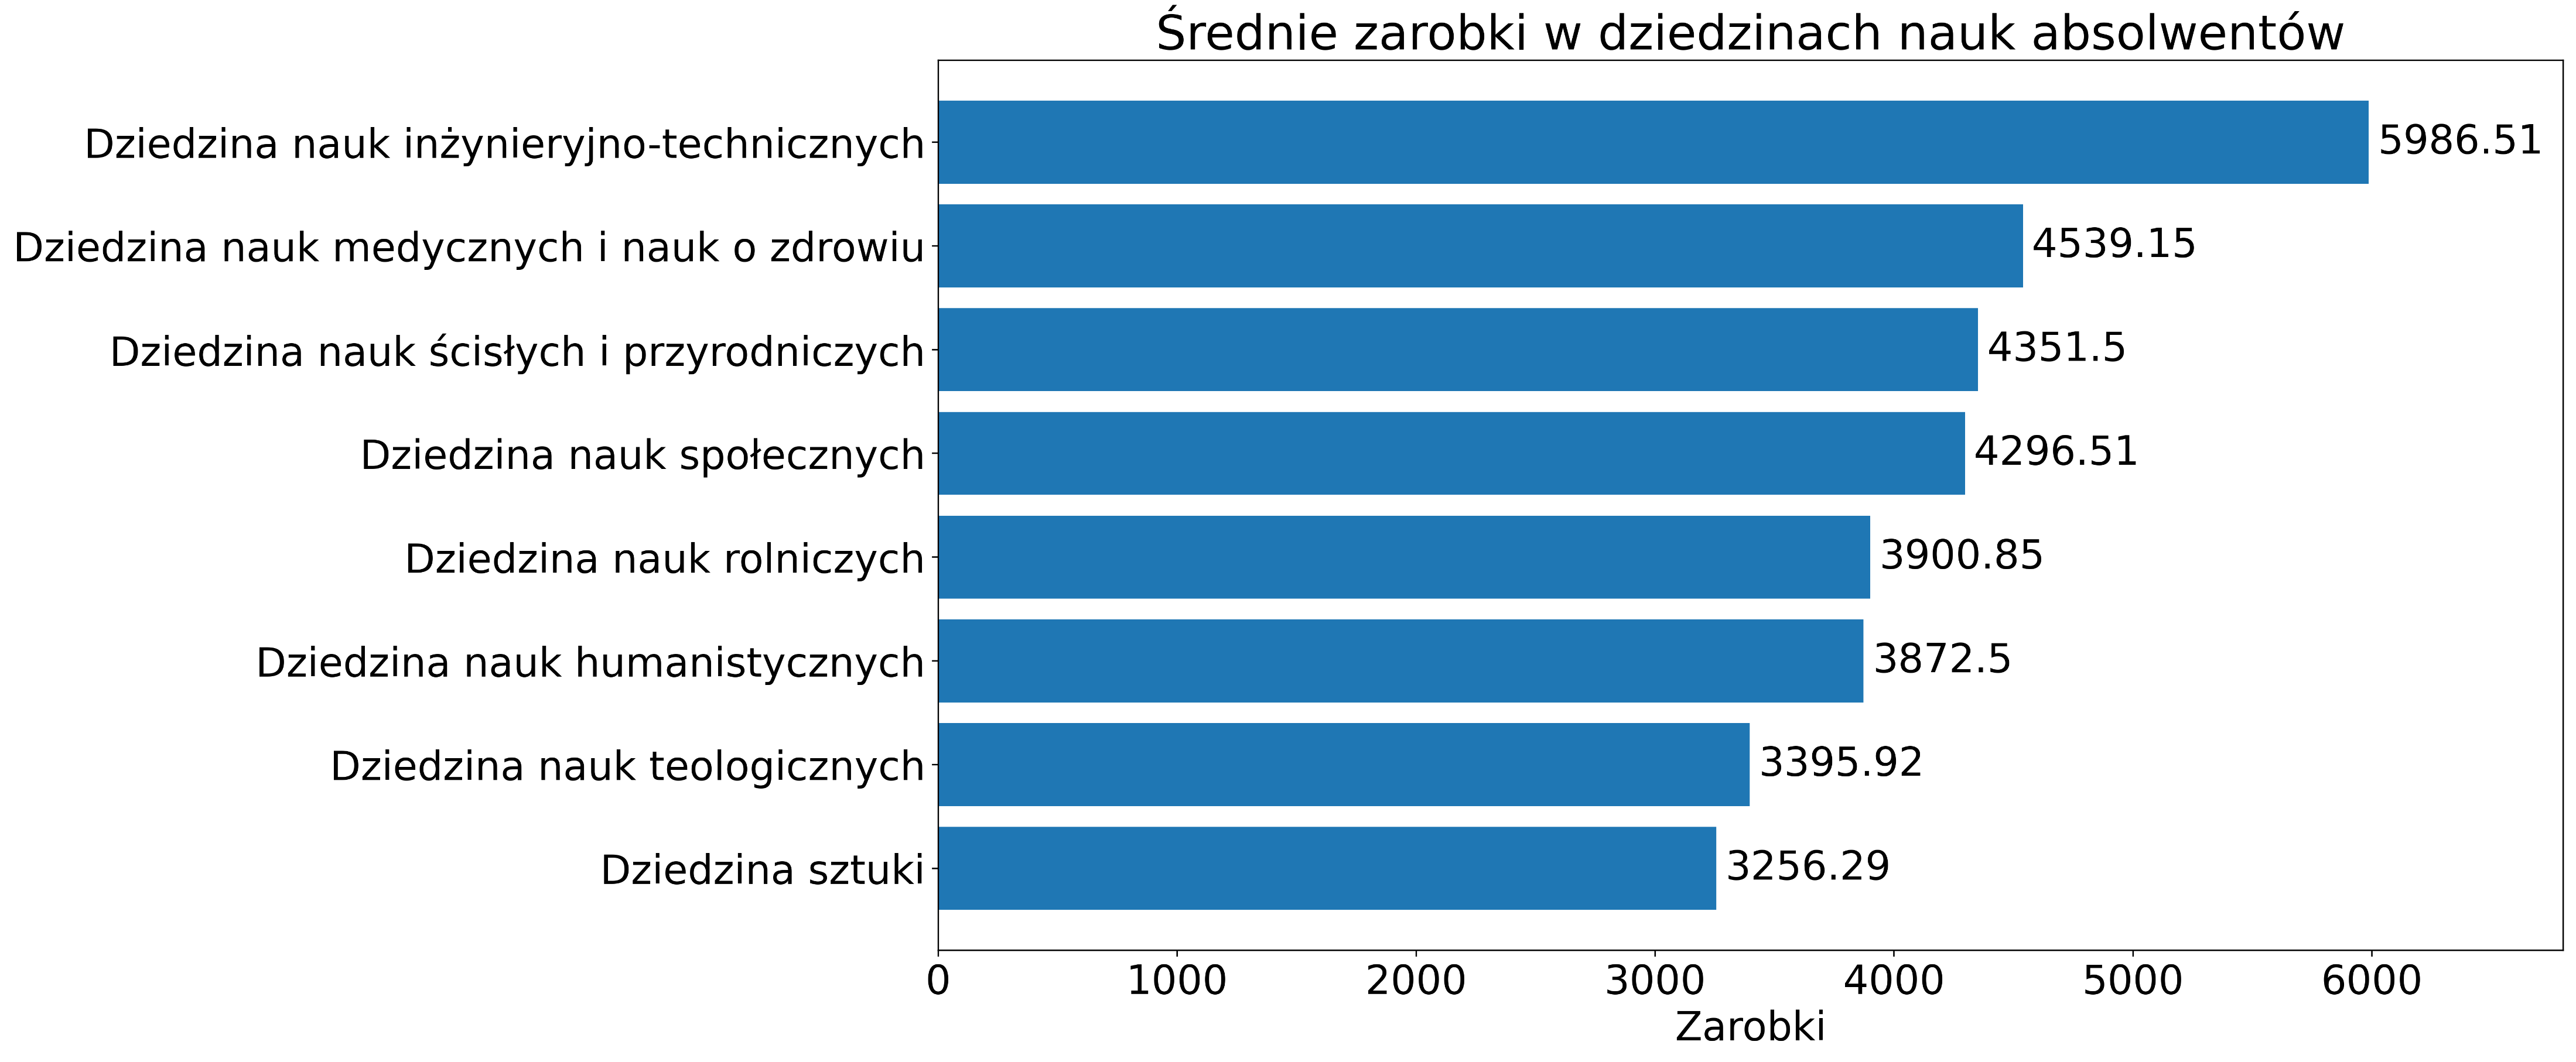 Średnie zarobki w dziedzinach nauk absolwentów
Dziedzina nauk inżynieryjno-technicznych 5986.51
Dziedzina nauk medycznych i nauk o zdrowiu 4539.15
Dziedzina nauk ścisłych i przyrodniczych 4351.5
Dziedzina nauk społecznych 4296.51
Dziedzina nauk rolniczych 3900.85
Dziedzina nauk humanistycznych 3872.5
Dziedzina nauk teologicznych 3395.92
Dziedzina sztuki 3256.29
0 1000 2000 3000 4000 5000 6000
Zarobki